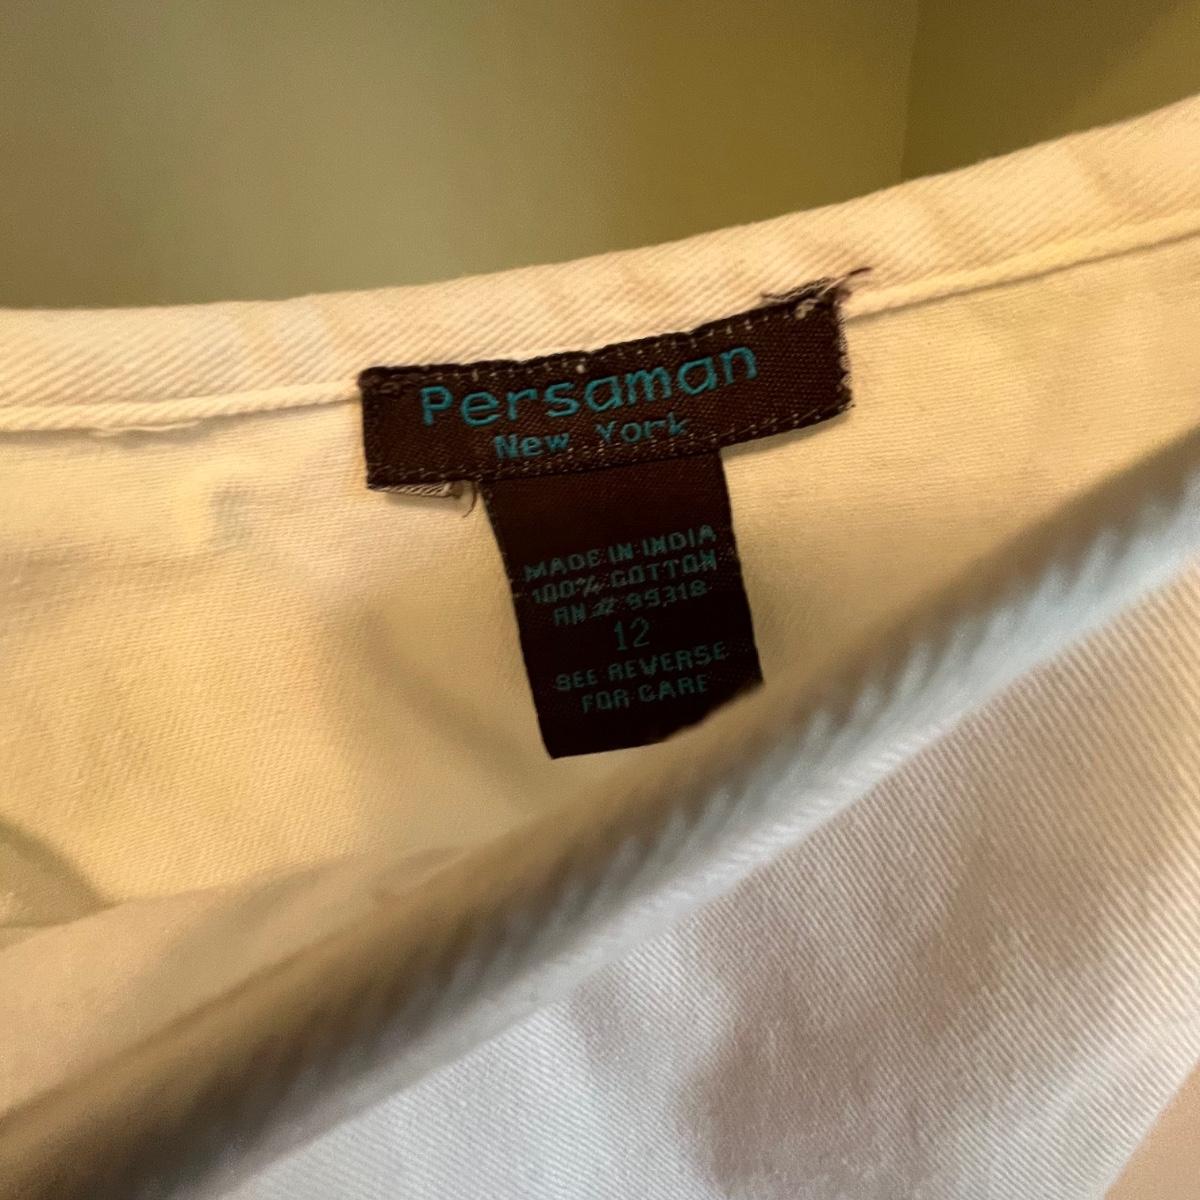 Persaman
New York
MADE IN INDIA
100% COTTON
RN # 99318
12
SEE REVERSE
FOR CARE